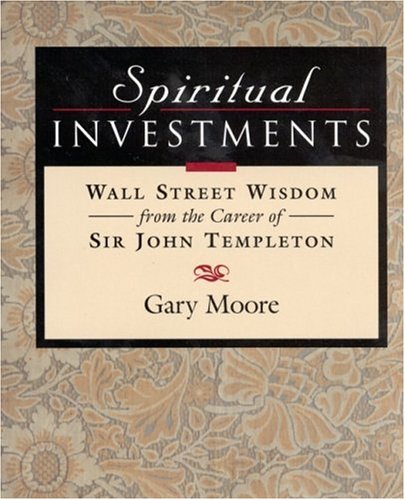 Spiritual
INVESTMENTS
WALL STREET WISDOM
from the Career of
SIR JOHN TEMPLETON
Gary Moore